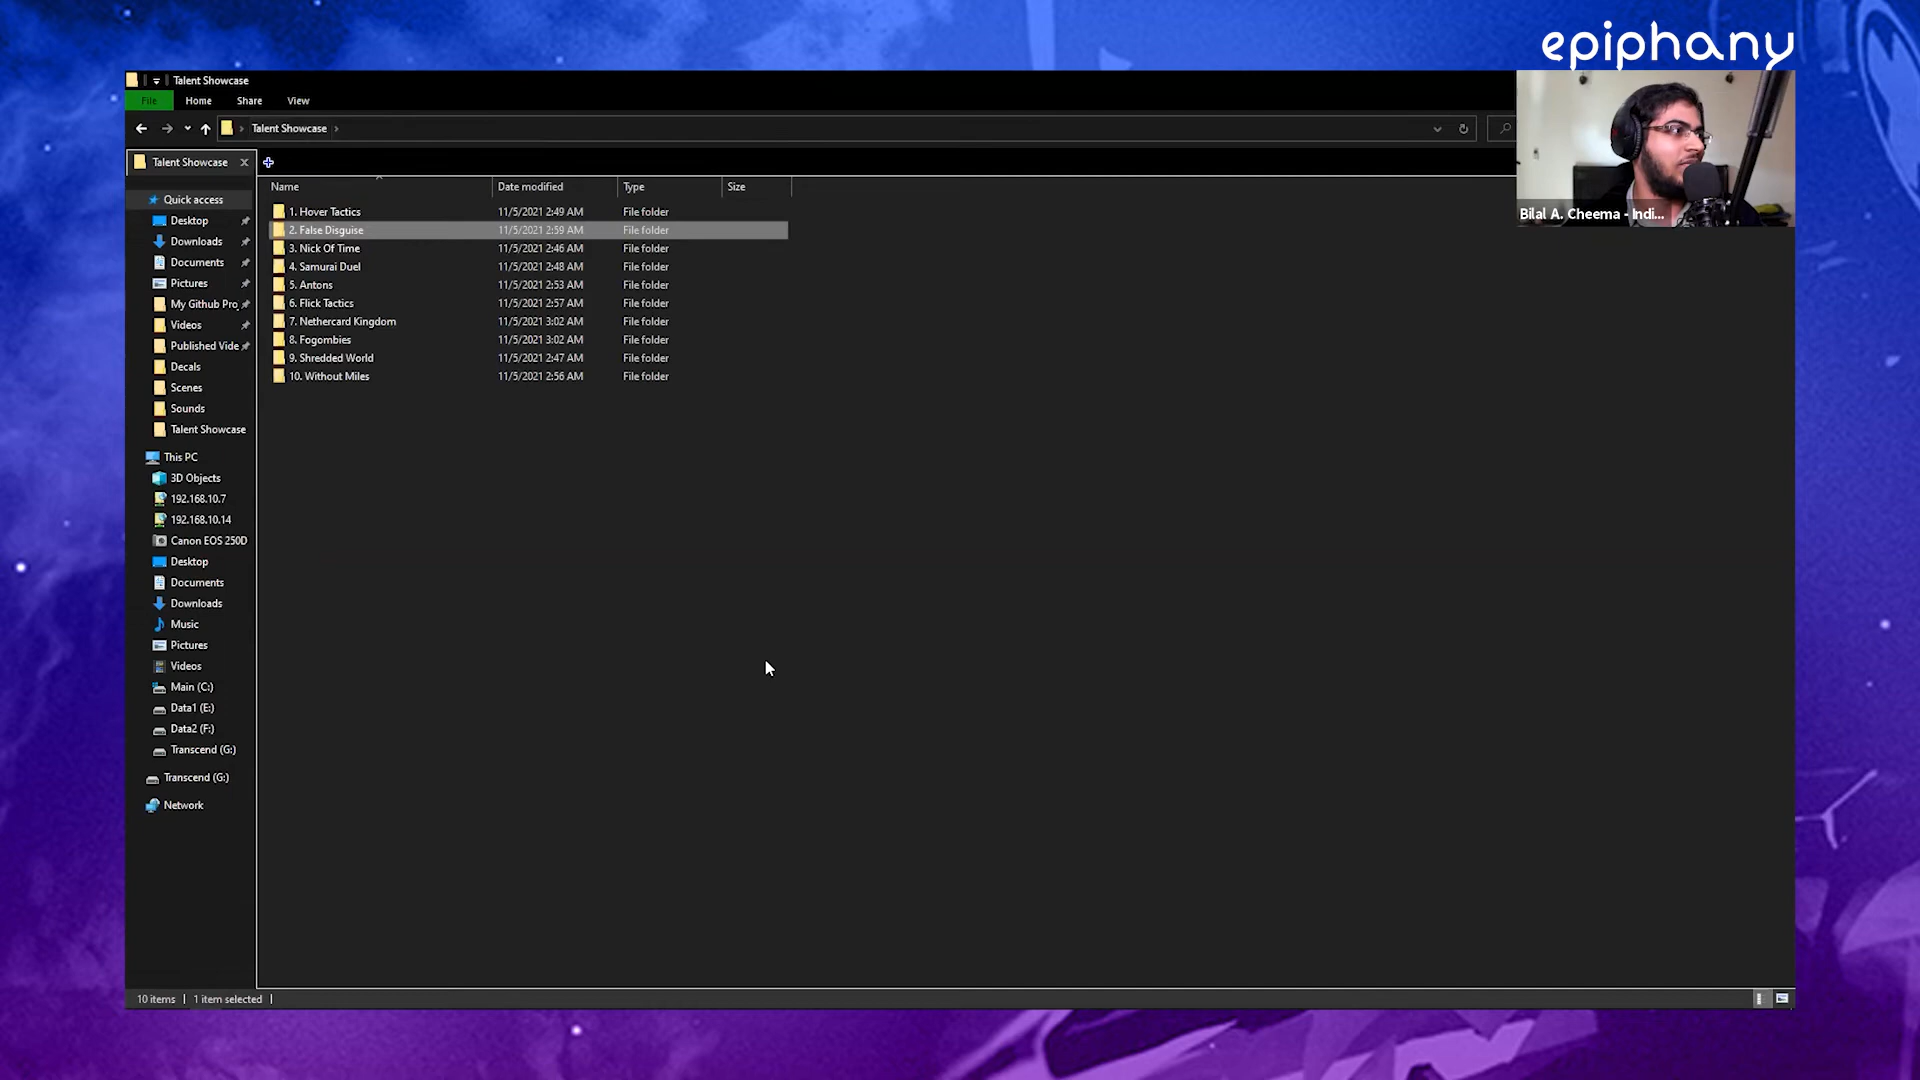 epiphany
Talent Showcase
File Home Share View
Talent Showcase
Talent Showcase
Name Date modified Type Size
Bilal A. Cheema - Indi...
1. Hover Tactics 11/5/2021 2:49 AM File folder
2. False Disguise 11/5/2021 2:59 AM File folder
3. Nick Of Time 11/5/2021 2:46 AM File folder
4. Samurai Duel 11/5/2021 2:48 AM File folder
5. Antons 11/5/2021 2:53 AM File folder
6. Flick Tactics 11/5/2021 2:57 AM File folder
7. Nethercard Kingdom 11/5/2021 3:02 AM File folder
8. Fogombies 11/5/2021 3:02 AM File folder
9. Shredded World 11/5/2021 2:47 AM File folder
10. Without Miles 11/5/2021 2:56 AM File folder
Quick access
Desktop
Downloads
Documents
Pictures
My Github Pro
Videos
Published Vide
Decals
Scenes
Sounds
Talent Showcase
This PC
3D Objects
192.168.10.7
192.168.10.14
Canon EOS 250D
Desktop
Documents
Downloads
Music
Pictures
Videos
Main (C:)
Data1 (E:)
Data2 (F:)
Transcend (G:)
Transcend (G:)
Network
10 items 1 item selected